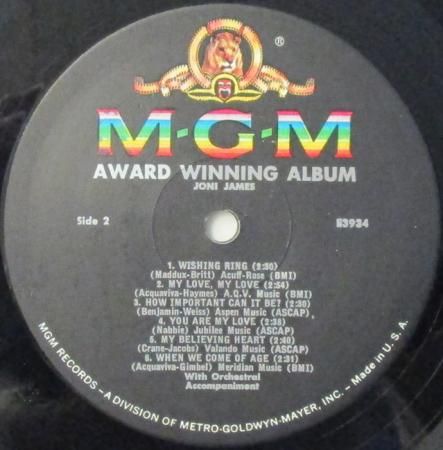 ®
M-G-M
AWARD WINNING ALBUM
JONI JAMES
Side 2
E3934
1. WISHING RING (2:30)
(Maddux-Britt) Acuff-Rose (BMI)
2. MY LOVE, MY LOVE (2:54)
(Acquaviva-Haymes) A.Q.V. Music (BMI)
3. HOW IMPORTANT CAN IT BE? (2:30)
(Benjamin-Weiss) Aspen Music (ASCAP)
4. YOU ARE MY LOVE (2:38)
(Nabbie) Jubilee Music (ASCAP)
5. MY BELIEVING HEART (2:40)
(Crane-Jacobs) Valando Music (ASCAP)
6. WHEN WE COME OF AGE (2:31)
(Acquaviva-Gimbel) Meridian Music (BMI)
With Orchestral
Accompaniment
MGM RECORDS - A DIVISION OF METRO-GOLDWYN-MAYER, INC. - Made in U. S. A.